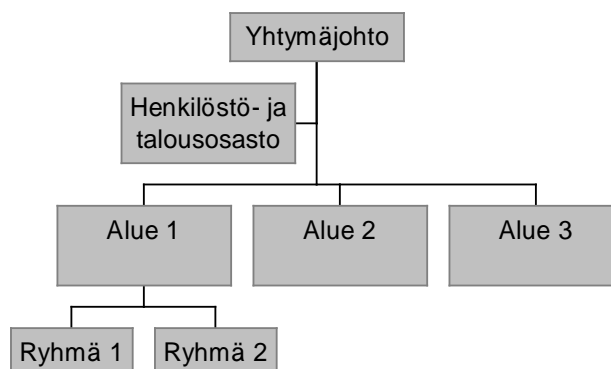 Yhtymäjohto
Henkilöstö- ja
talousosasto
Alue 1
Alue 2
Alue 3
Ryhmä 1
Ryhmä 2